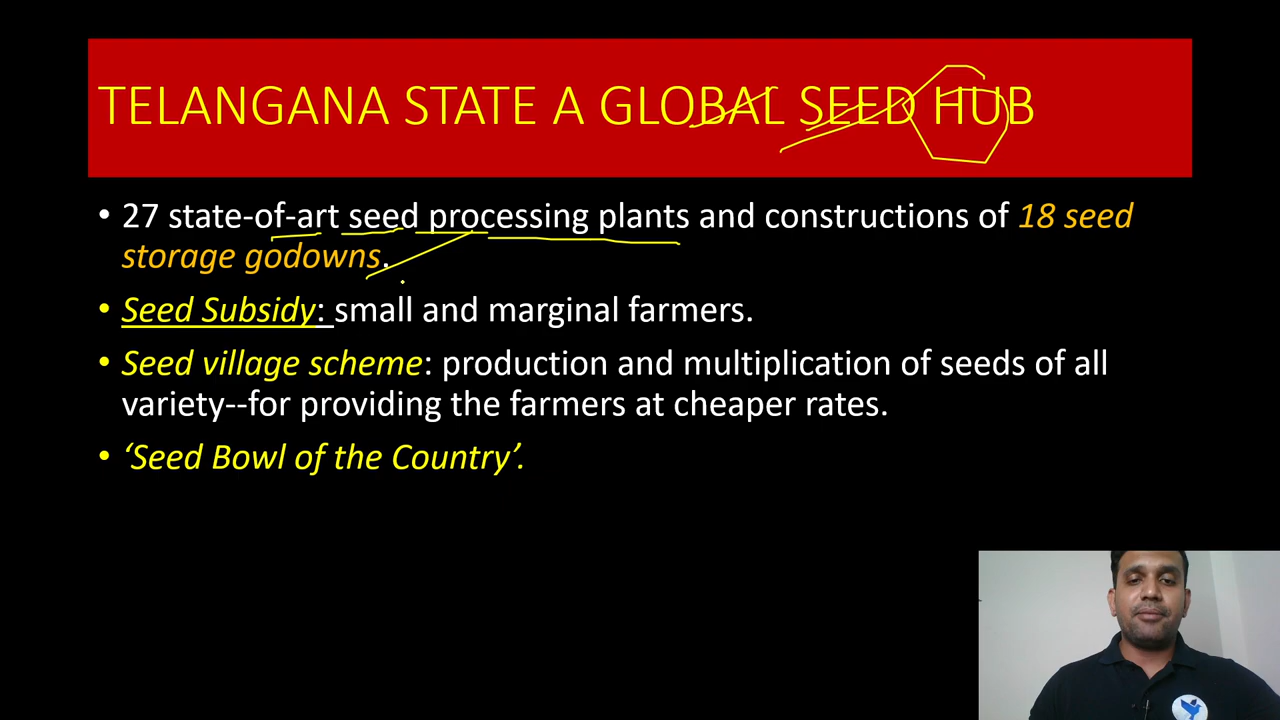 TELANGANA STATE A GLOBAL SEED HUB
• 27 state-of-art seed processing plants and constructions of 18 seed
storage godowns.
• Seed Subsidy: small and marginal farmers.
• Seed village scheme: production and multiplication of seeds of all
variety--for providing the farmers at cheaper rates.
• ‘Seed Bowl of the Country’.